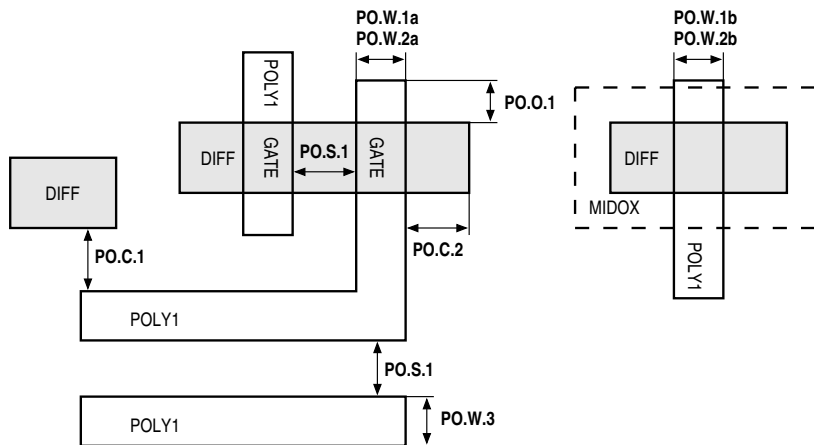 PO.W.1a
PO.W.2a
PO.W.1b
PO.W.2b
POLY1
PO.O.1
DIFF
GATE
PO.S.1
GATE
DIFF
DIFF
MIDOX
PO.C.1
PO.C.2
POLY1
POLY1
PO.S.1
POLY1
PO.W.3